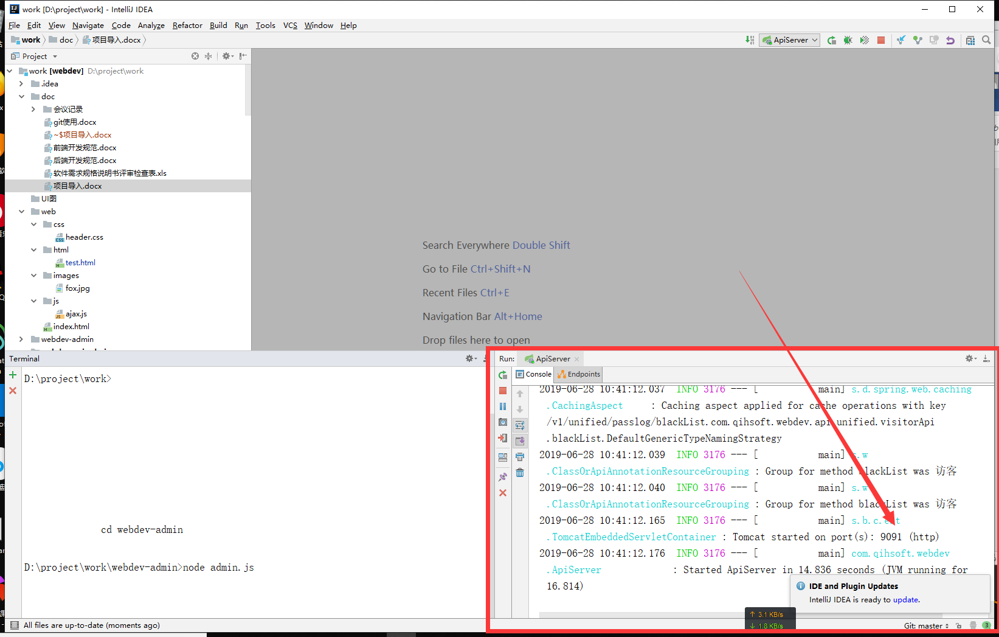 work [D:\project\work] - IntelliJ IDEA
File Edit View Navigate Code Analyze Refactor Build Run Tools VCS Window Help
work doc 项目导入.docx
ApiServer
Project
work [webdev] D:\project\work
.idea
doc
会议记录
git使用.docx
~$项目导入.docx
前端开发规范.docx
后端开发规范.docx
软件需求规格说明书评审检查表.xls
项目导入.docx
UI图
web
css
header.css
html
test.html
images
fox.jpg
js
ajax.js
index.html
webdev-admin
Search Everywhere Double Shift
Go to File Ctrl+Shift+N
Recent Files Ctrl+E
Navigation Bar Alt+Home
Drop files here to open
Terminal
D:\project\work>
cd webdev-admin
D:\project\work\webdev-admin>node admin.js
Run: ApiServer
Console Endpoints
2019-06-28 10:41:12.037 INFO 3176 --- [ main] s.d.spring.web.caching
.CachingAspect : Caching aspect applied for cache operations with key
/v1/unified/passlog/blackList.com.qihsoft.webdev.api.unified.visitorApi
.blackList.DefaultGenericTypeNamingStrategy
2019-06-28 10:41:12.039 INFO 3176 --- [ main] s.w
.ClassOrApiAnnotationResourceGrouping : Group for method blackList was 访客
2019-06-28 10:41:12.040 INFO 3176 --- [ main] s.w
.ClassOrApiAnnotationResourceGrouping : Group for method blackList was 访客
2019-06-28 10:41:12.165 INFO 3176 --- [ main]
.TomcatEmbeddedServletContainer : Tomcat started on port(s): 9091 (http)
2019-06-28 10:41:12.176 INFO 3176 --- [ main] com.qihsoft.webdev
.ApiServer : Started ApiServer in 14.836 seconds (JVM running for
16.814)
IDE and Plugin Updates
IntelliJ IDEA is ready to update.
↑ 3.1 KB/s
↓ 1.8 KB/s
All files are up-to-date (moments ago)
Git: master
3